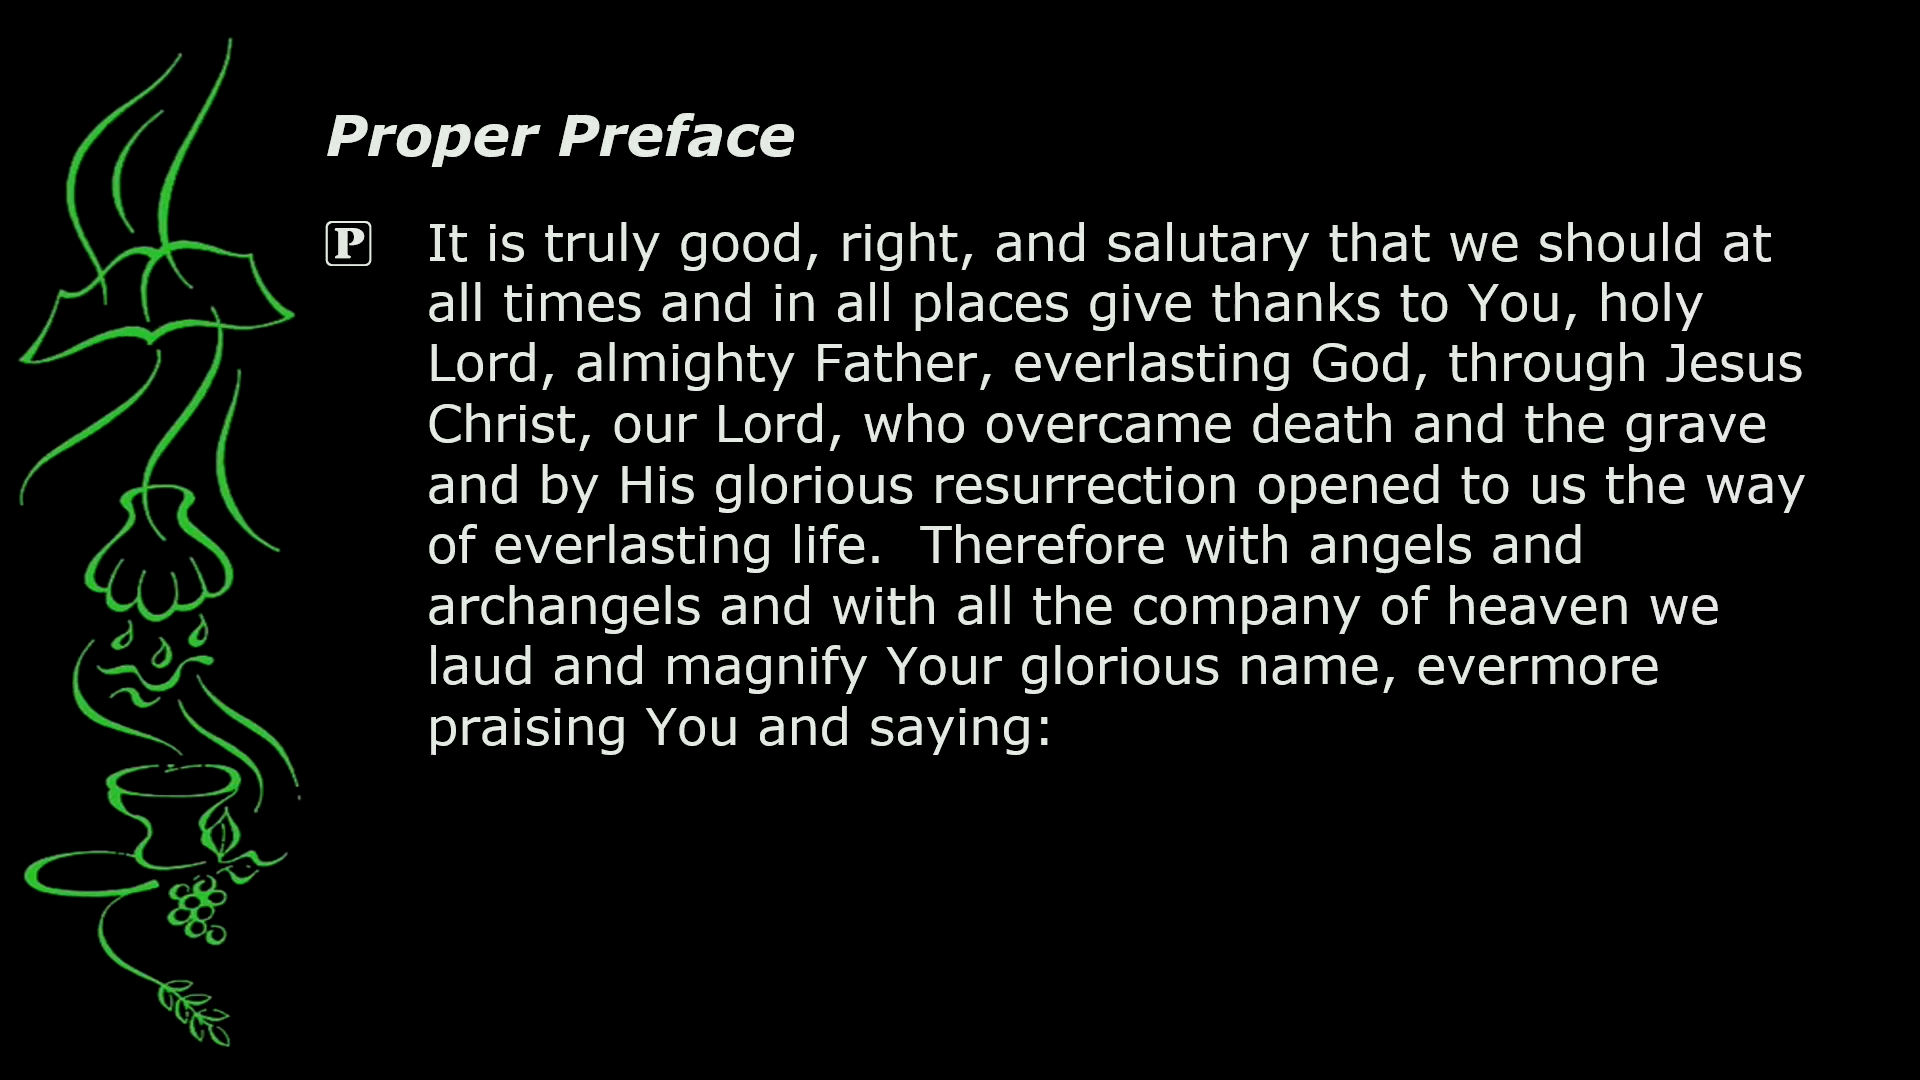 Proper Preface
P It is truly good, right, and salutary that we should at
all times and in all places give thanks to You, holy
Lord, almighty Father, everlasting God, through Jesus
Christ, our Lord, who overcame death and the grave
and by His glorious resurrection opened to us the way
of everlasting life.  Therefore with angels and
archangels and with all the company of heaven we
laud and magnify Your glorious name, evermore
praising You and saying: